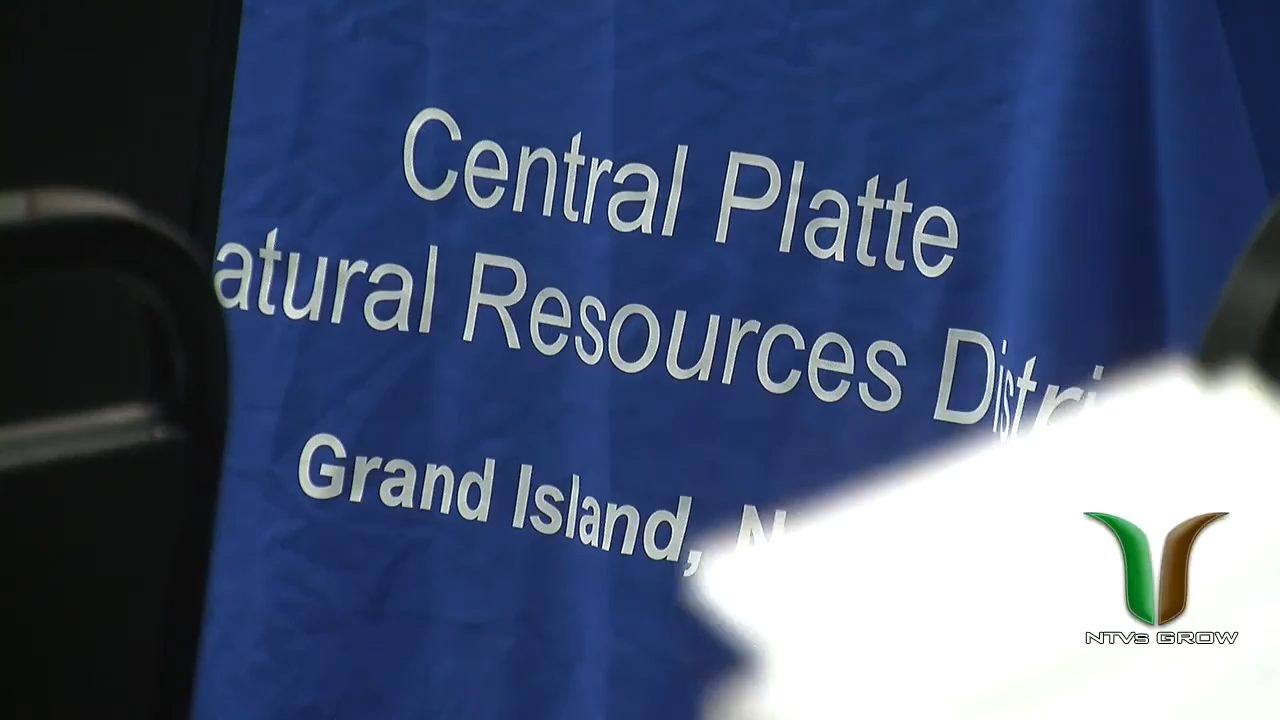 Central Platte
atural Resources Distri
Grand Island, N
NTVS GROW